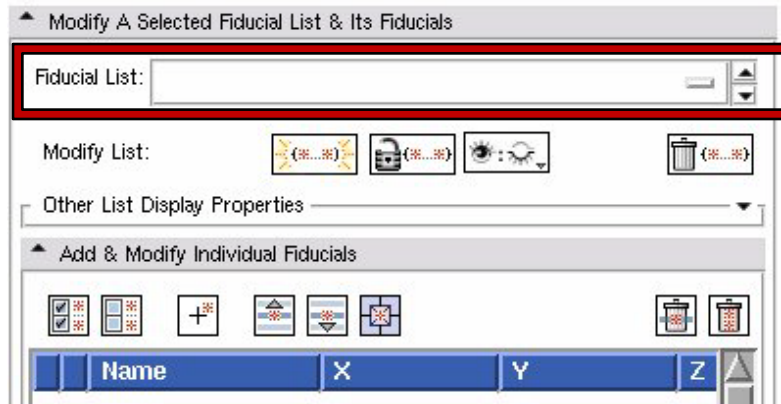 Modify A Selected Fiducial List & Its Fiducials
Fiducial List:
Modify List:
Other List Display Properties
Add & Modify Individual Fiducials
Name X Y Z